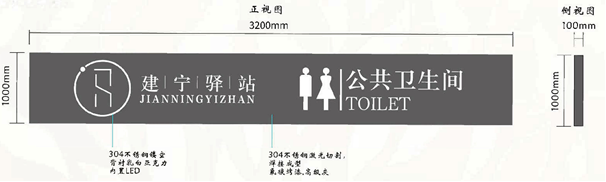 正视图
3200mm
侧视图
100mm
1000mm
建宁驿站
JIANNINGYIZHAN
公共卫生间
TOILET
1000mm
304不锈钢镂空
背衬乳白亚克力
内置LED
304不锈钢激光切割,
焊接成型
氟碳烤漆,高级灰